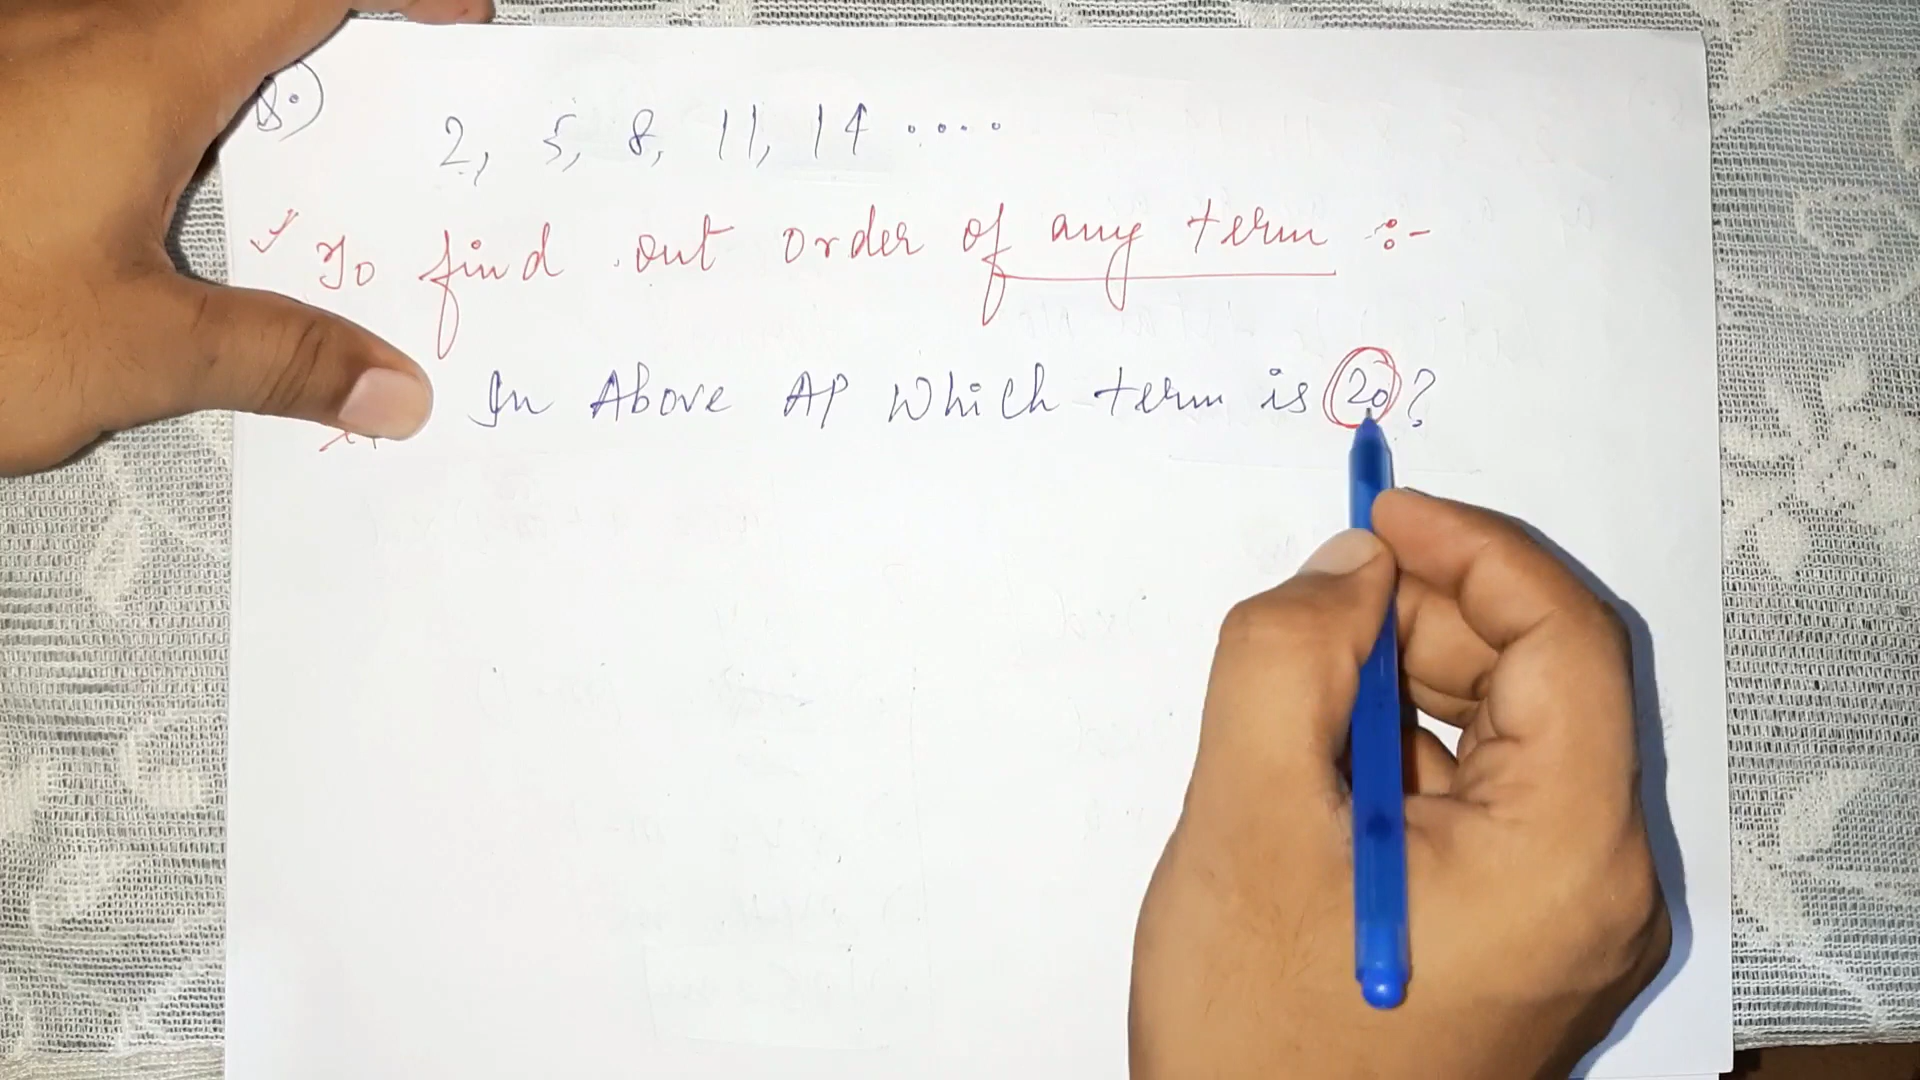 2, 5, 8, 11, 14 ....
To find out order of any term :-
In Above AP Which term is 20?